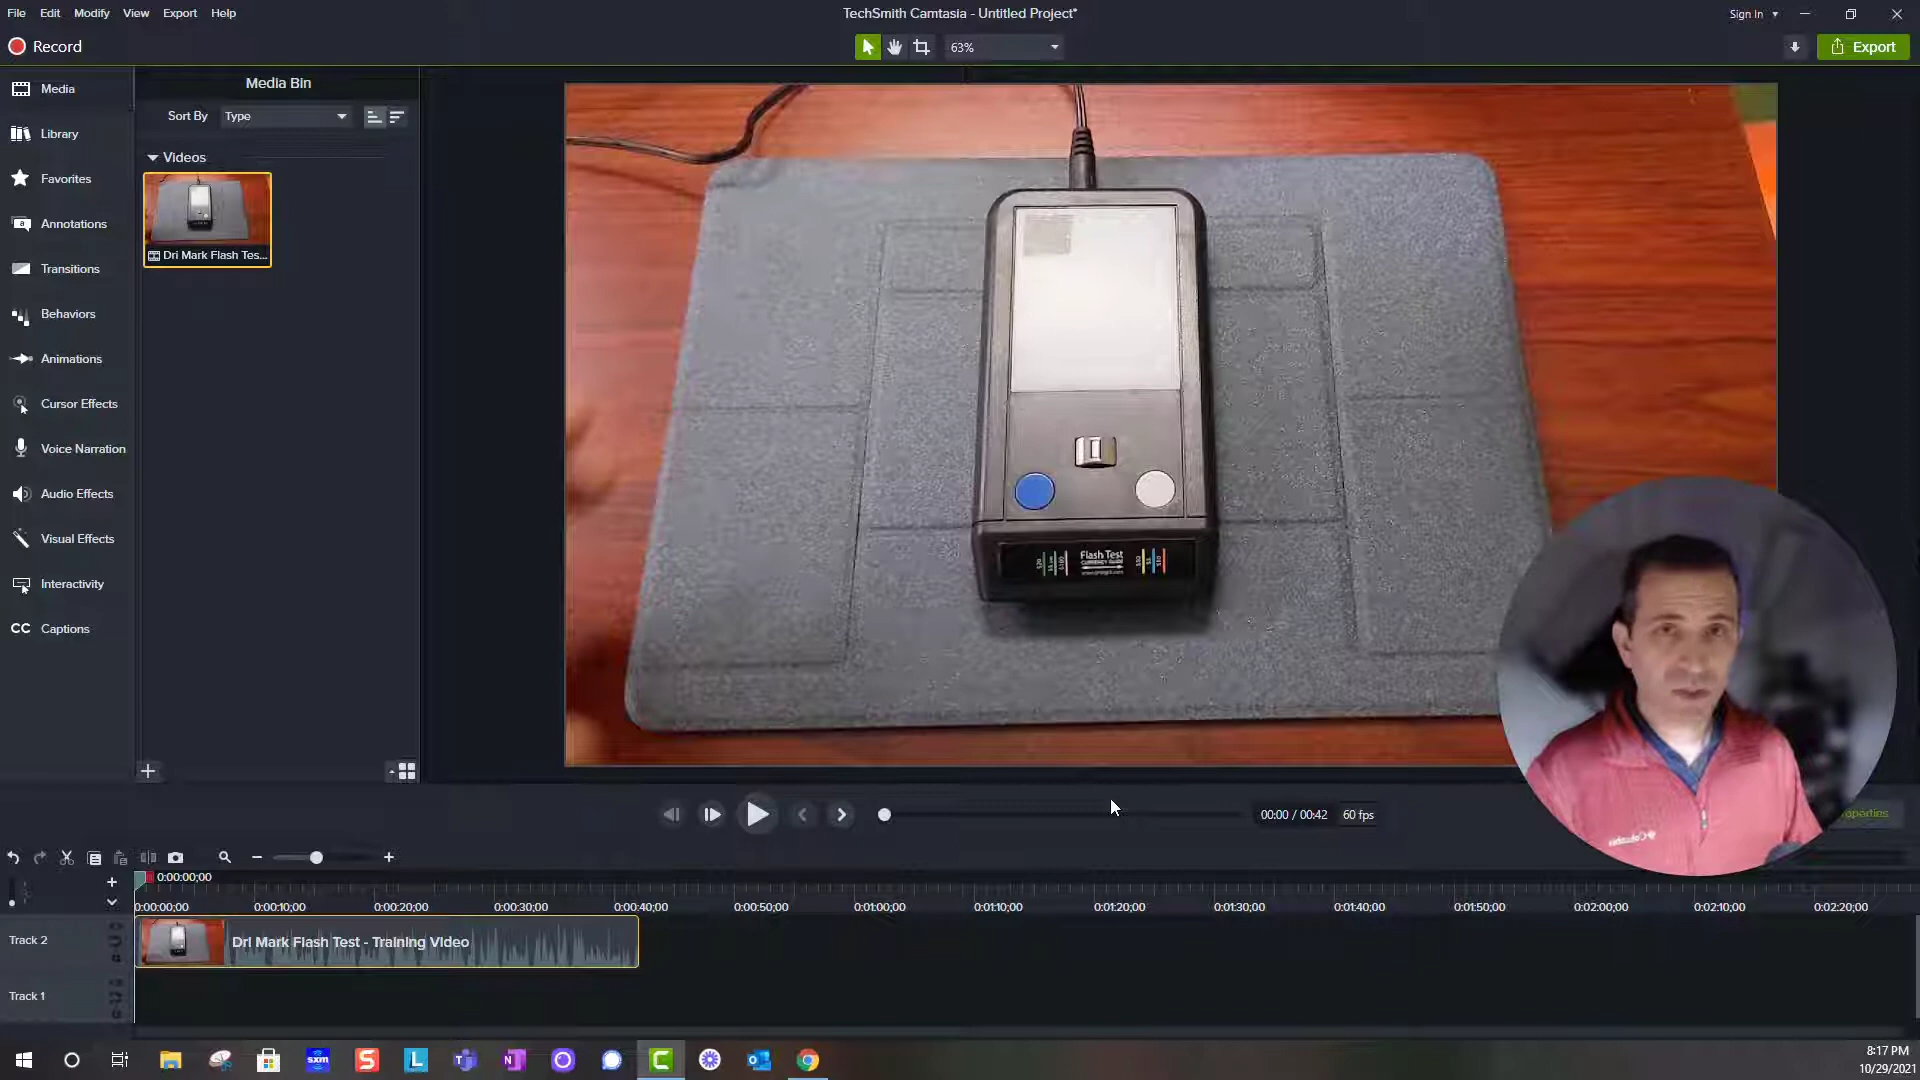 File Edit Modify View Export Help
TechSmith Camtasia - Untitled Project*
Sign In
Record
63%
Export
Media
Library
Favorites
Annotations
Transitions
Behaviors
Animations
Cursor Effects
Voice Narration
Audio Effects
Visual Effects
Interactivity
CC Captions
Media Bin
Sort By Type
Videos
Dri Mark Flash Tes...
Flash Test
00:00 / 00:42 60 fps
0:00:00;00
0:00:00;00 0:00:10;00 0:00:20;00 0:00:30;00 0:00:40;00 0:00:50;00 0:01:00;00 0:01:10;00 0:01:20;00 0:01:30;00 0:01:40;00 0:01:50;00 0:02:00;00 0:02:10;00 0:02:20;00
Track 2
Dri Mark Flash Test - Training Video
Track 1
sxm
8:17 PM
10/29/2021